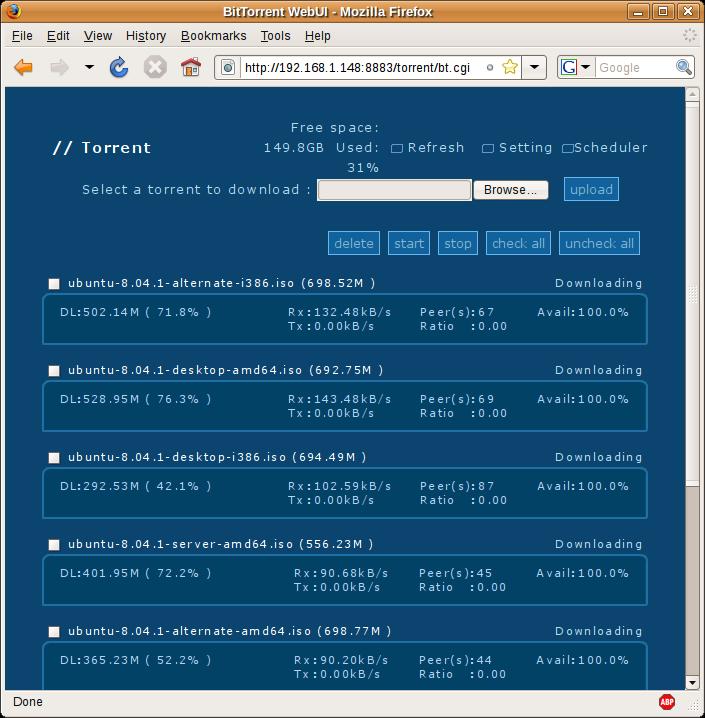 BitTorrent WebUI - Mozilla Firefox
File Edit View History Bookmarks Tools Help
http://192.168.1.148:8883/torrent/bt.cgi G Google
Free space:
// Torrent 149.8GB Used: Refresh Setting Scheduler
31%
Select a torrent to download : Browse... upload
delete start stop check all uncheck all
ubuntu-8.04.1-alternate-i386.iso (698.52M ) Downloading
DL:502.14M ( 71.8% ) Rx:132.48kB/s Peer(s):67 Avail:100.0%
Tx:0.00kB/s Ratio :0.00
ubuntu-8.04.1-desktop-amd64.iso (692.75M ) Downloading
DL:528.95M ( 76.3% ) Rx:143.48kB/s Peer(s):69 Avail:100.0%
Tx:0.00kB/s Ratio :0.00
ubuntu-8.04.1-desktop-i386.iso (694.49M ) Downloading
DL:292.53M ( 42.1% ) Rx:102.59kB/s Peer(s):87 Avail:100.0%
Tx:0.00kB/s Ratio :0.00
ubuntu-8.04.1-server-amd64.iso (556.23M ) Downloading
DL:401.95M ( 72.2% ) Rx:90.68kB/s Peer(s):45 Avail:100.0%
Tx:0.00kB/s Ratio :0.00
ubuntu-8.04.1-alternate-amd64.iso (698.77M ) Downloading
DL:365.23M ( 52.2% ) Rx:90.20kB/s Peer(s):44 Avail:100.0%
Tx:0.00kB/s Ratio :0.00
Done ABP